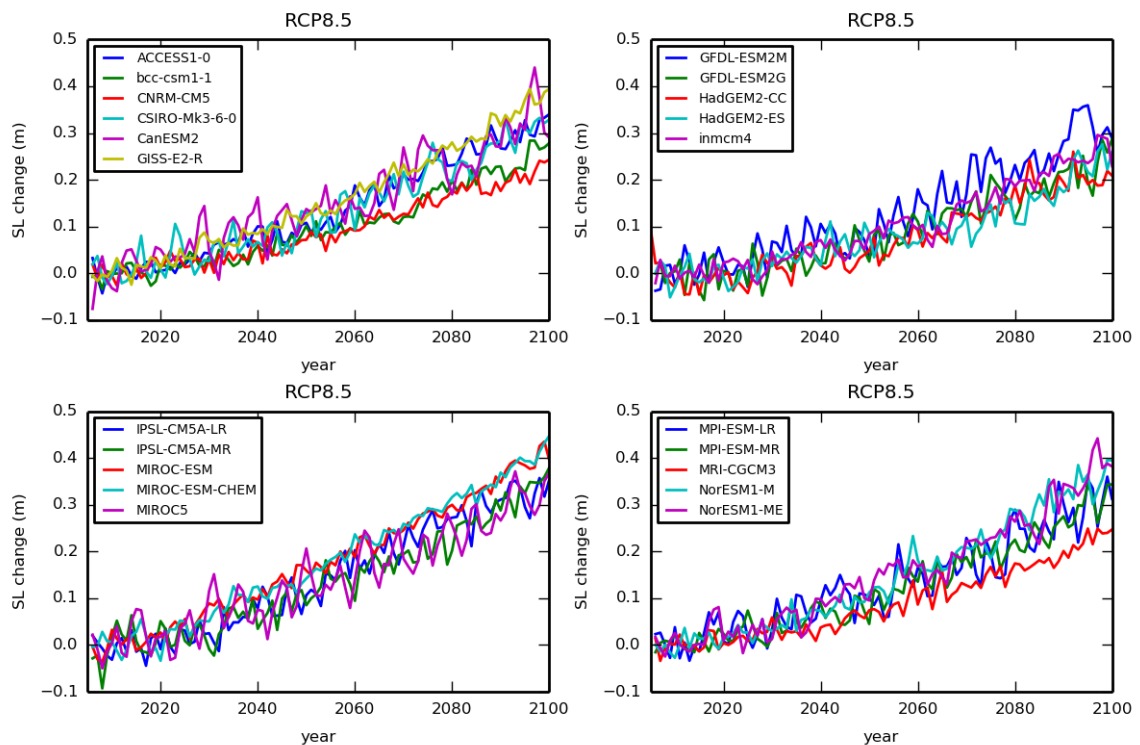 RCP8.5
SL change (m)
0.5
0.4
0.3
0.2
0.1
0.0
−0.1
ACCESS1-0
bcc-csm1-1
CNRM-CM5
CSIRO-Mk3-6-0
CanESM2
GISS-E2-R
2020 2040 2060 2080 2100
year
RCP8.5
SL change (m)
0.5
0.4
0.3
0.2
0.1
0.0
−0.1
GFDL-ESM2M
GFDL-ESM2G
HadGEM2-CC
HadGEM2-ES
inmcm4
2020 2040 2060 2080 2100
year
RCP8.5
SL change (m)
0.5
0.4
0.3
0.2
0.1
0.0
−0.1
IPSL-CM5A-LR
IPSL-CM5A-MR
MIROC-ESM
MIROC-ESM-CHEM
MIROC5
2020 2040 2060 2080 2100
year
RCP8.5
SL change (m)
0.5
0.4
0.3
0.2
0.1
0.0
−0.1
MPI-ESM-LR
MPI-ESM-MR
MRI-CGCM3
NorESM1-M
NorESM1-ME
2020 2040 2060 2080 2100
year